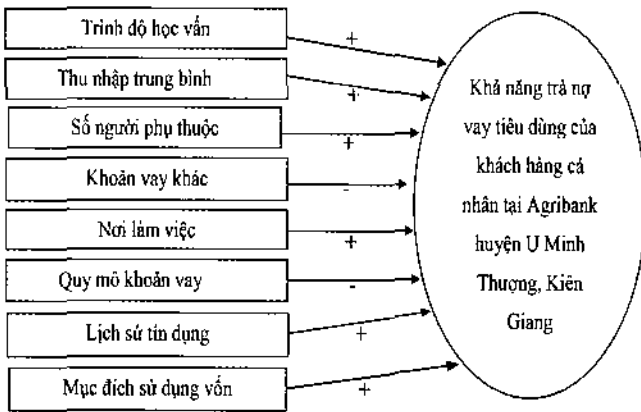 Trình độ học vấn
+
Thu nhập trung bình
+
Số người phụ thuộc
+
Khoản vay khác
-
Nơi làm việc
+
Quy mô khoản vay
-
Lịch sử tín dụng
+
Mục đích sử dụng vốn
+
Khả năng trả nợ
vay tiêu dùng của
khách hàng cá
nhân tại Agribank
huyện U Minh
Thượng, Kiên
Giang